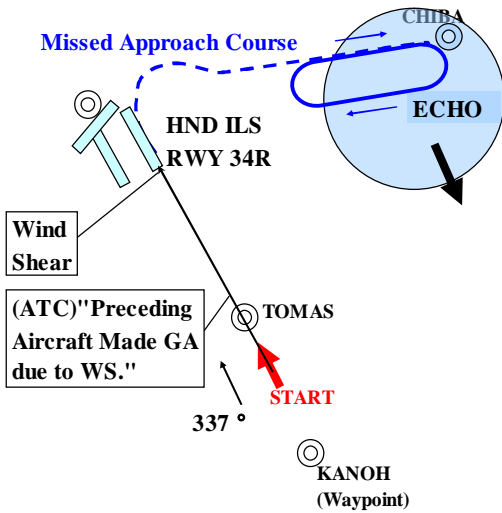 CHIBA
Missed Approach Course
ECHO
HND ILS
RWY 34R
Wind
Shear
(ATC)"Preceding
Aircraft Made GA
due to WS."
TOMAS
START
337 °
KANOH
(Waypoint)